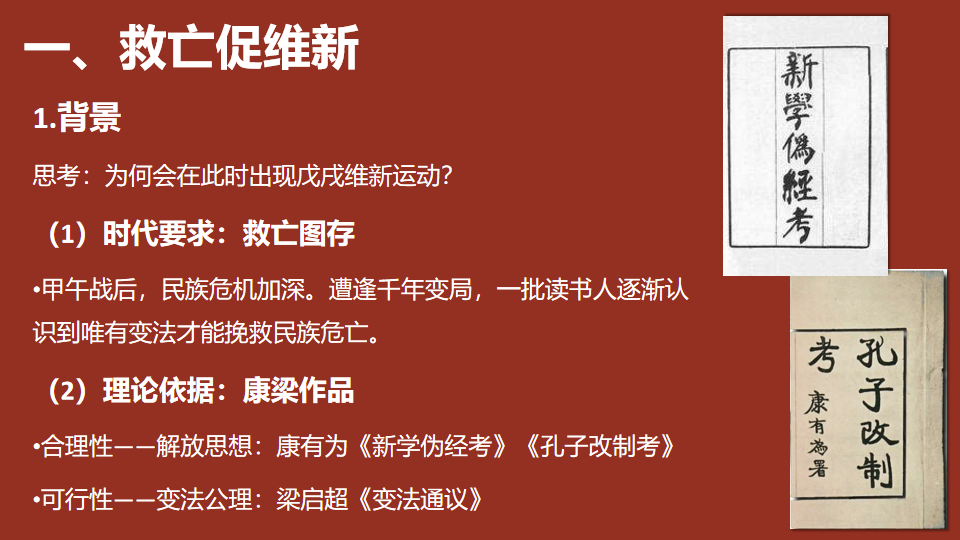 一、救亡促维新
1.背景
思考：为何会在此时出现戊戌维新运动？
（1）时代要求：救亡图存
•甲午战后，民族危机加深。遭逢千年变局，一批读书人逐渐认
识到唯有变法才能挽救民族危亡。
（2）理论依据：康梁作品
•合理性——解放思想：康有为《新学伪经考》《孔子改制考》
•可行性——变法公理：梁启超《变法通议》
新學偽經考
孔子改制
考
康有為署